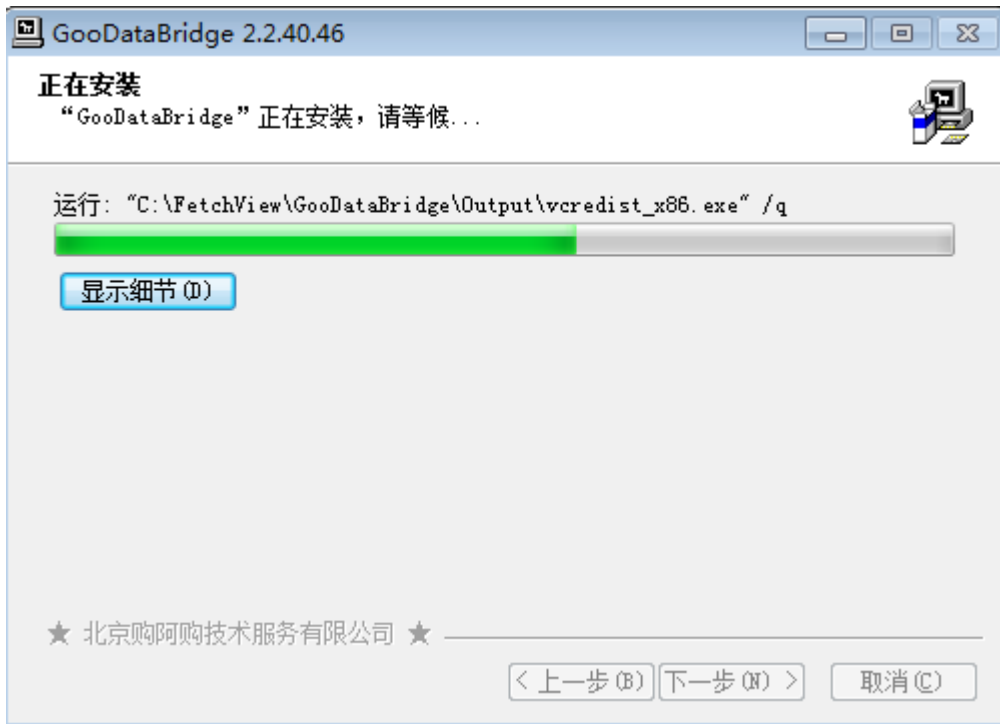 GooDataBridge 2.2.40.46
正在安装
“GooDataBridge”正在安装，请等候...
运行: "C:\FetchView\GooDataBridge\Output\vcredist_x86.exe" /q
显示细节(D)
★ 北京购阿购技术服务有限公司 ★
< 上一步(B) 下一步(N) > 取消(C)